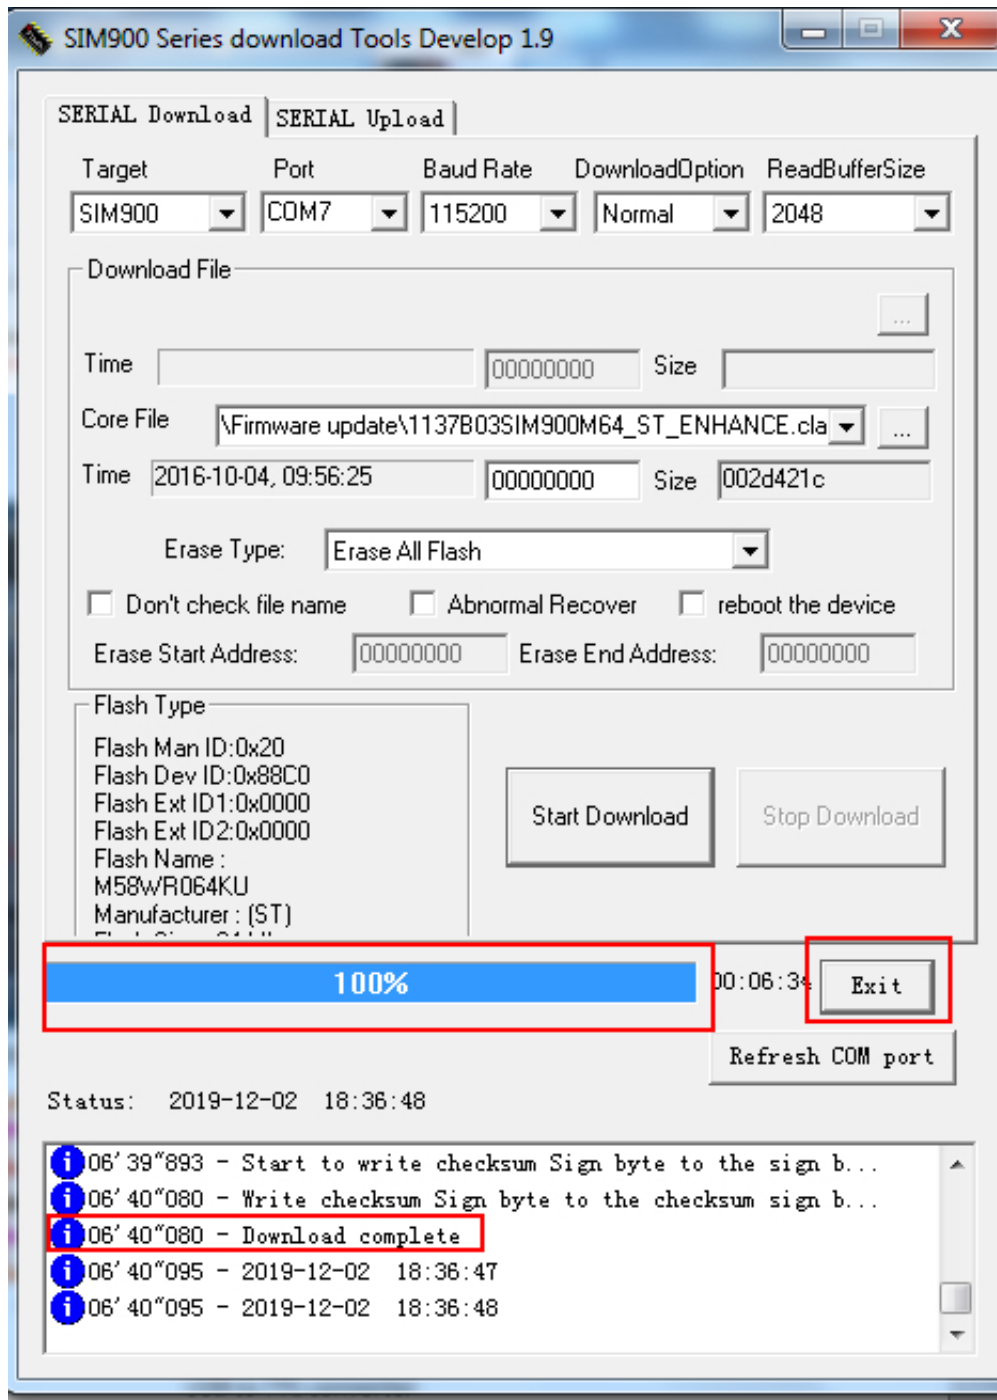 SIM900 Series download Tools Develop 1.9
SERIAL Download SERIAL Upload
Target Port Baud Rate DownloadOption ReadBufferSize
SIM900 COM7 115200 Normal 2048
Download File
...
Time 00000000 Size
Core File \Firmware update\1137B03SIM900M64_ST_ENHANCE.cla ...
Time 2016-10-04, 09:56:25 00000000 Size 002d421c
Erase Type: Erase All Flash
Don't check file name Abnormal Recover reboot the device
Erase Start Address: 00000000 Erase End Address: 00000000
Flash Type
Flash Man ID:0x20
Flash Dev ID:0x88C0
Flash Ext ID1:0x0000
Flash Ext ID2:0x0000
Flash Name :
M58WR064KU
Manufacturer : (ST)
Start Download Stop Download
100% 00:06:34 Exit
Refresh COM port
Status: 2019-12-02 18:36:48
06'39"893 - Start to write checksum Sign byte to the sign b...
06'40"080 - Write checksum Sign byte to the checksum sign b...
06'40"080 - Download complete
06'40"095 - 2019-12-02 18:36:47
06'40"095 - 2019-12-02 18:36:48